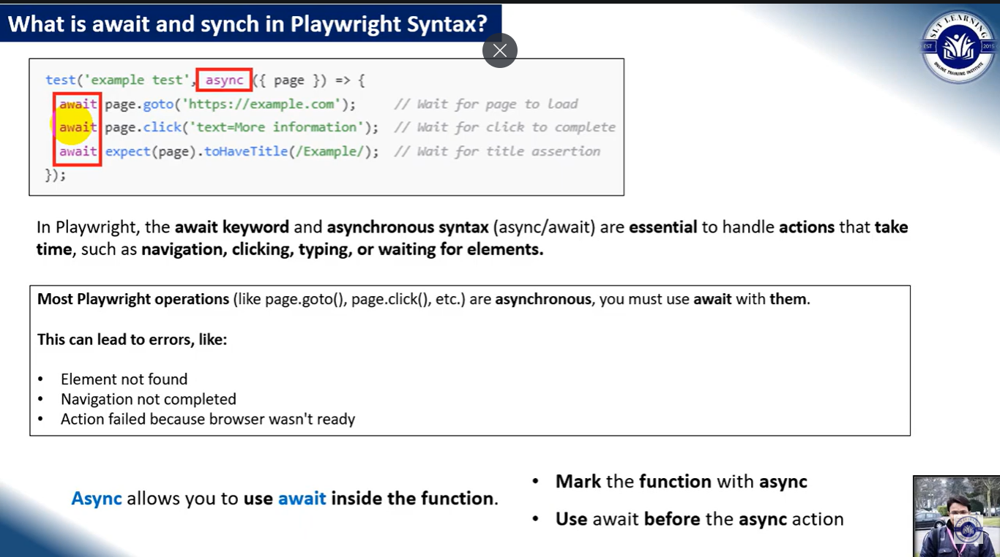 What is await and synch in Playwright Syntax?
SLT LEARNING
EST 2015
ONLINE TRAINING INSTITUTE
test('example test', async ({ page }) => {
await page.goto('https://example.com'); // Wait for page to load
await page.click('text=More information'); // Wait for click to complete
await expect(page).toHaveTitle(/Example/); // Wait for title assertion
});
In Playwright, the await keyword and asynchronous syntax (async/await) are essential to handle actions that take
time, such as navigation, clicking, typing, or waiting for elements.
Most Playwright operations (like page.goto(), page.click(), etc.) are asynchronous, you must use await with them.
This can lead to errors, like:
• Element not found
• Navigation not completed
• Action failed because browser wasn't ready
Async allows you to use await inside the function.
• Mark the function with async
• Use await before the async action